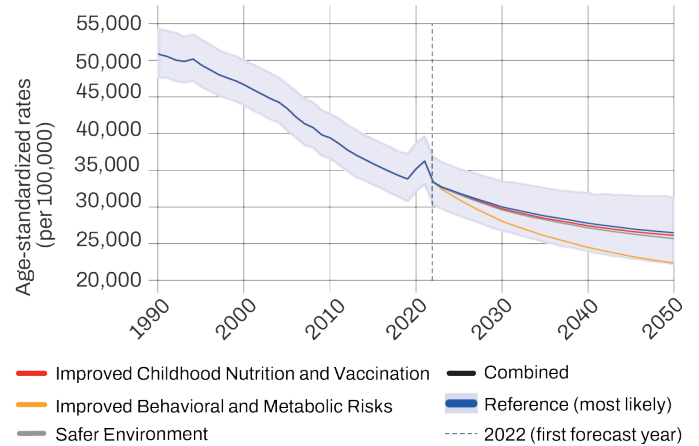 Age-standardized rates
(per 100,000)
55,000
50,000
45,000
40,000
35,000
30,000
25,000
20,000
1990
2000
2010
2020
2030
2040
2050
Improved Childhood Nutrition and Vaccination
Improved Behavioral and Metabolic Risks
Safer Environment
Combined
Reference (most likely)
2022 (first forecast year)